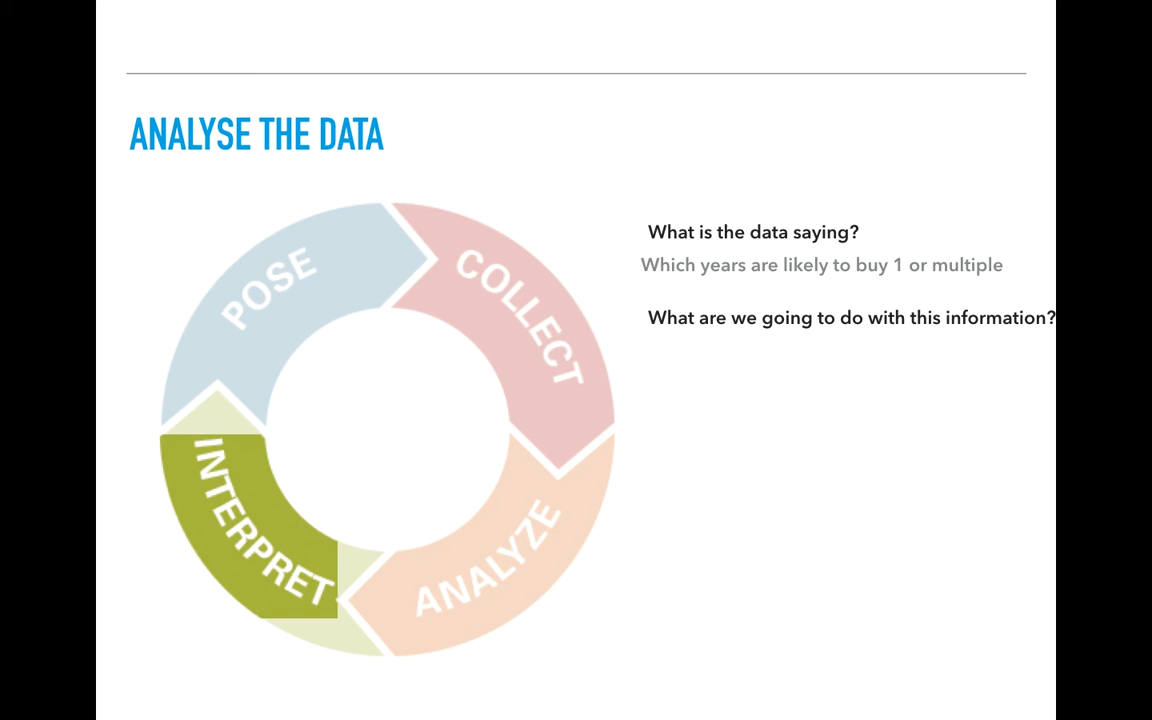 ANALYSE THE DATA
POSE
COLLECT
What is the data saying?
Which years are likely to buy 1 or multiple
What are we going to do with this information?
INTERPRET
ANALYZE